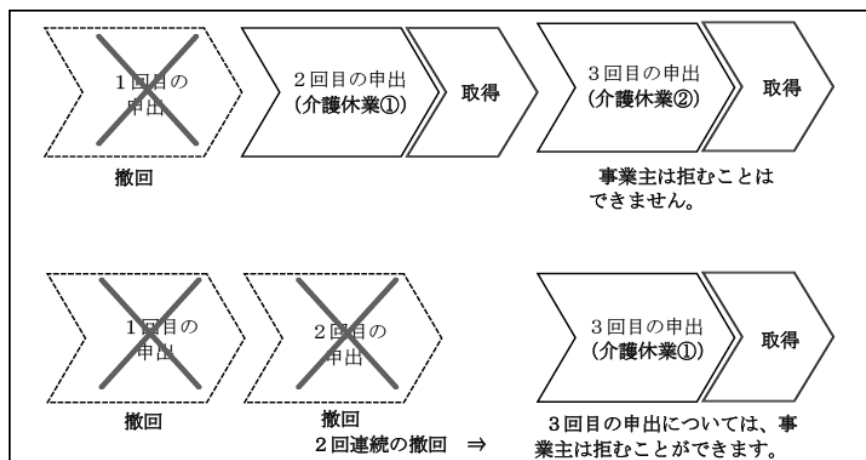 1回目の
申出
2回目の申出
(介護休業①)
取得
3回目の申出
(介護休業②)
取得
撤回
事業主は拒むことは
できません。
1回目の
申出
2回目の
申出
3回目の申出
(介護休業①)
取得
撤回
撤回
2回連続の撤回 ⇒
3回目の申出については、事
業主は拒むことができます。